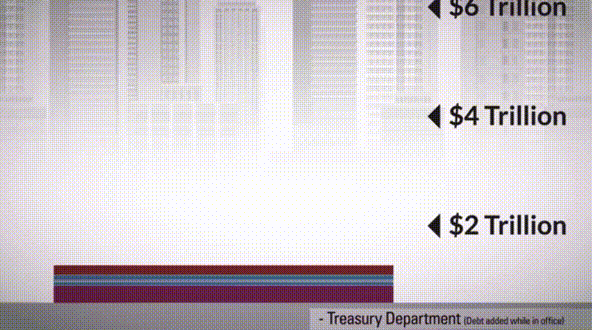 $6 Trillion
$4 Trillion
$2 Trillion
- Treasury Department (Debt added while in office)